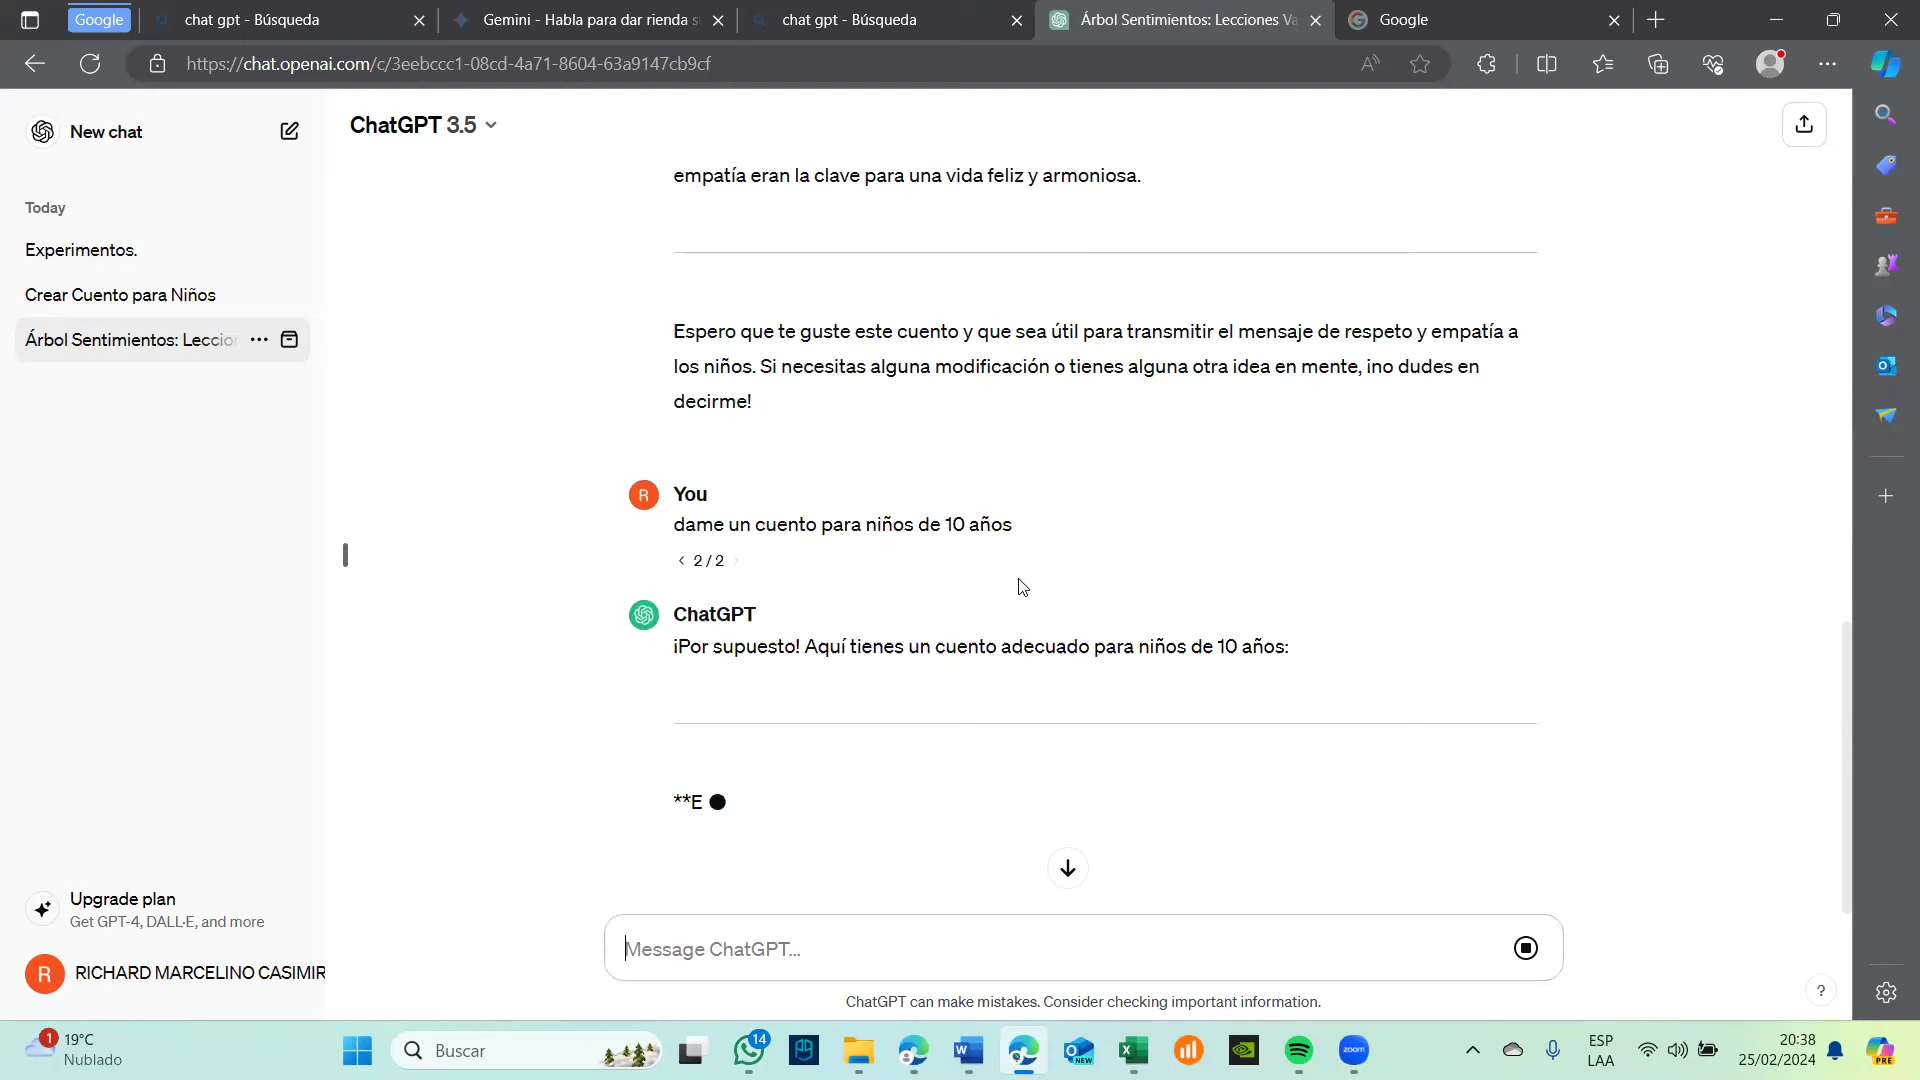 Google
chat gpt - Búsqueda
Gemini - Habla para dar rienda s
chat gpt - Búsqueda
Árbol Sentimientos: Lecciones Va
Google
https://chat.openai.com/c/3eebccc1-08cd-4a71-8604-63a9147cb9cf
New chat
Today
Experimentos.
Crear Cuento para Niños
Árbol Sentimientos: Leccion
Upgrade plan
Get GPT-4, DALL·E, and more
R
RICHARD MARCELINO CASIMIR
ChatGPT 3.5
empatía eran la clave para una vida feliz y armoniosa.
Espero que te guste este cuento y que sea útil para transmitir el mensaje de respeto y empatía a
los niños. Si necesitas alguna modificación o tienes alguna otra idea en mente, ¡no dudes en
decirme!
R
You
dame un cuento para niños de 10 años
< 2 / 2 >
ChatGPT
¡Por supuesto! Aquí tienes un cuento adecuado para niños de 10 años:
**E
Message ChatGPT...
ChatGPT can make mistakes. Consider checking important information.
?
1
19°C
Nublado
Buscar
14
W
NEW
zoom
ESP
LAA
20:38
25/02/2024
PRE